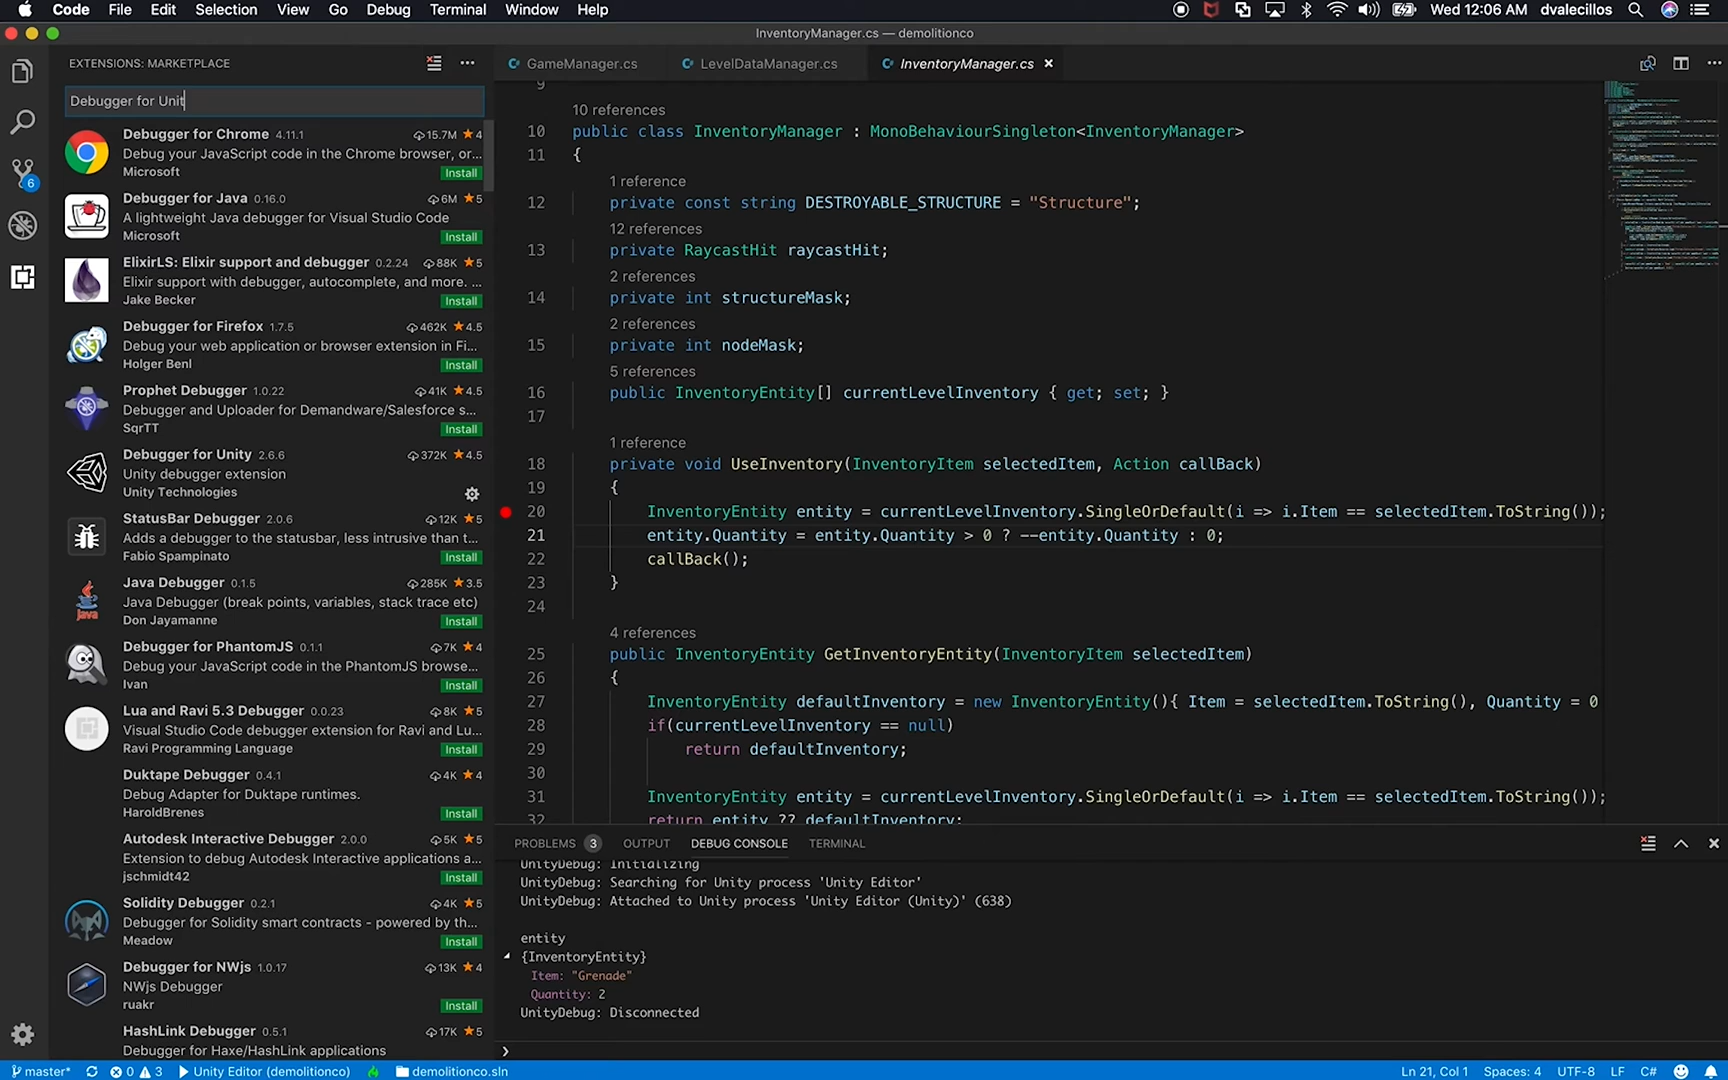 Code File Edit Selection View Go Debug Terminal Window Help Wed 12:06 AM dvalecillos
InventoryManager.cs — demolitionco
EXTENSIONS: MARKETPLACE
GameManager.cs LevelDataManager.cs InventoryManager.cs
Debugger for Unit
Debugger for Chrome 4.11.1 15.7M 4
Debug your JavaScript code in the Chrome browser, or...
Microsoft Install
Debugger for Java 0.16.0 6M 5
A lightweight Java debugger for Visual Studio Code
Microsoft Install
ElixirLS: Elixir support and debugger 0.2.24 88K 5
Elixir support with debugger, autocomplete, and more. ...
Jake Becker Install
Debugger for Firefox 1.7.5 462K 4.5
Debug your web application or browser extension in Fi...
Holger Benl Install
Prophet Debugger 1.0.22 41K 4.5
Debugger and Uploader for Demandware/Salesforce s...
SqrTT Install
Debugger for Unity 2.6.6 372K 4.5
Unity debugger extension
Unity Technologies
StatusBar Debugger 2.0.6 12K 5
Adds a debugger to the statusbar, less intrusive than t...
Fabio Spampinato Install
Java Debugger 0.1.5 285K 3.5
Java Debugger (break points, variables, stack trace etc)
Don Jayamanne Install
Debugger for PhantomJS 0.1.1 7K 4
Debug your JavaScript code in the PhantomJS browse...
Ivan Install
Lua and Ravi 5.3 Debugger 0.0.23 8K 5
Visual Studio Code debugger extension for Ravi and Lu...
Ravi Programming Language Install
Duktape Debugger 0.4.1 4K 4
Debug Adapter for Duktape runtimes.
HaroldBrenes Install
Autodesk Interactive Debugger 2.0.0 5K 5
Extension to debug Autodesk Interactive applications a...
jschmidt42 Install
Solidity Debugger 0.2.1 4K 5
Debugger for Solidity smart contracts - powered by th...
Meadow Install
Debugger for NWjs 1.0.17 13K 4
NWjs Debugger
ruakr Install
HashLink Debugger 0.5.1 17K 5
Debugger for Haxe/HashLink applications
6
9
10 references
10 public class InventoryManager : MonoBehaviourSingleton<InventoryManager>
11 {
1 reference
12 private const string DESTROYABLE_STRUCTURE = "Structure";
12 references
13 private RaycastHit raycastHit;
2 references
14 private int structureMask;
2 references
15 private int nodeMask;
5 references
16 public InventoryEntity[] currentLevelInventory { get; set; }
17
1 reference
18 private void UseInventory(InventoryItem selectedItem, Action callBack)
19 {
20 InventoryEntity entity = currentLevelInventory.SingleOrDefault(i => i.Item == selectedItem.ToString());
21 entity.Quantity = entity.Quantity > 0 ? --entity.Quantity : 0;
22 callBack();
23 }
24
4 references
25 public InventoryEntity GetInventoryEntity(InventoryItem selectedItem)
26 {
27 InventoryEntity defaultInventory = new InventoryEntity(){ Item = selectedItem.ToString(), Quantity = 0
28 if(currentLevelInventory == null)
29 return defaultInventory;
30
31 InventoryEntity entity = currentLevelInventory.SingleOrDefault(i => i.Item == selectedItem.ToString());
32 return entity ?? defaultInventory;
PROBLEMS 3 OUTPUT DEBUG CONSOLE TERMINAL
UnityDebug: Initializing
UnityDebug: Searching for Unity process 'Unity Editor'
UnityDebug: Attached to Unity process 'Unity Editor (Unity)' (638)
entity
{InventoryEntity}
Item: "Grenade"
Quantity: 2
UnityDebug: Disconnected
master* 0 3 Unity Editor (demolitionco) demolitionco.sln Ln 21, Col 1 Spaces: 4 UTF-8 LF C#